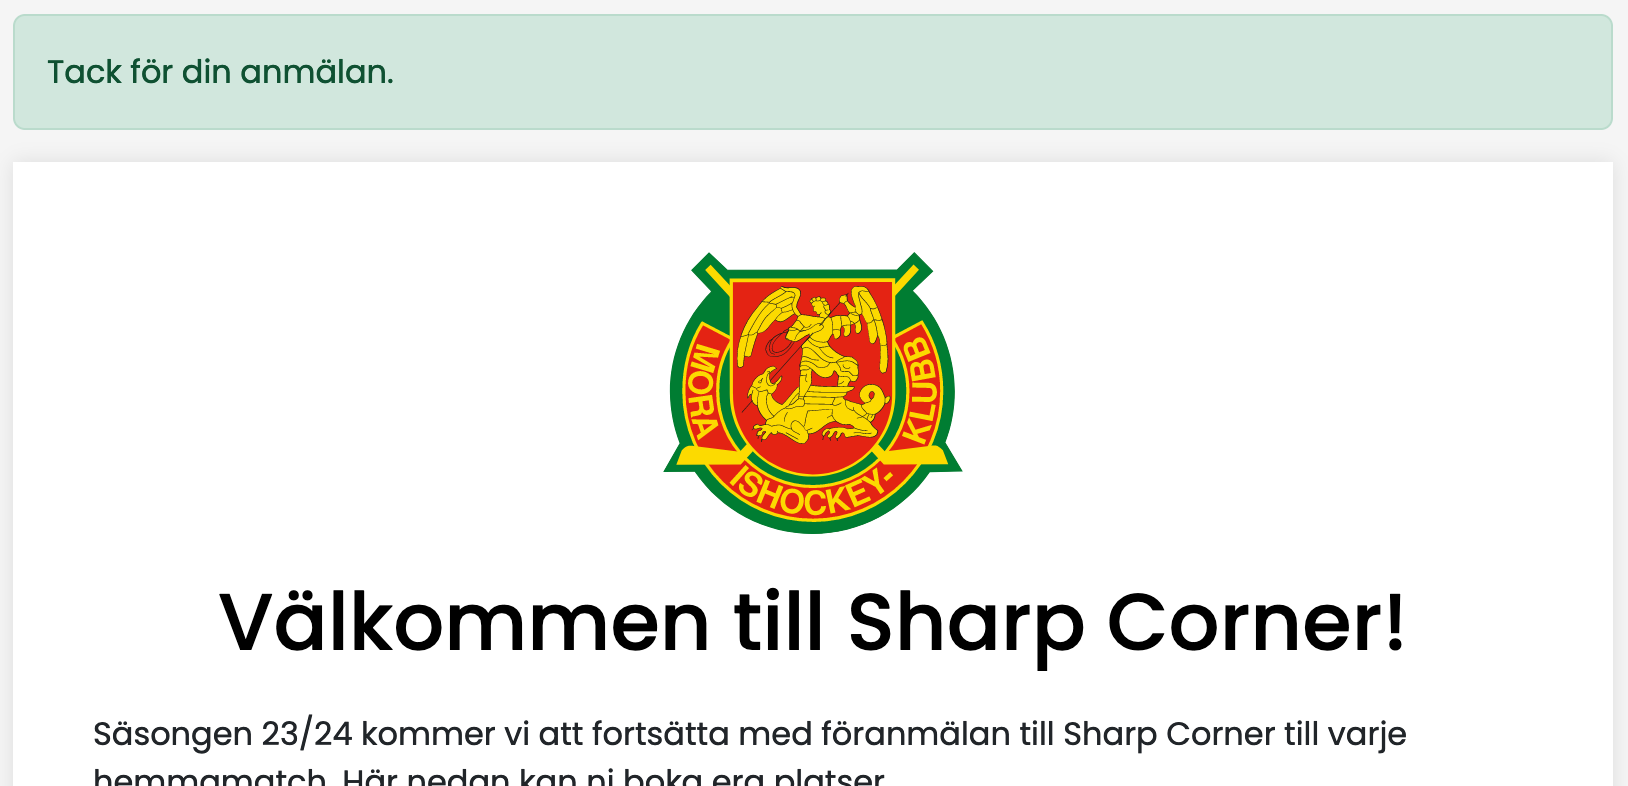 Tack för din anmälan.
MORA
ISHOCKEY-
KLUBB
Välkommen till Sharp Corner!
Säsongen 23/24 kommer vi att fortsätta med föranmälan till Sharp Corner till varje
hemmamatch. Här nedan kan ni boka era platser